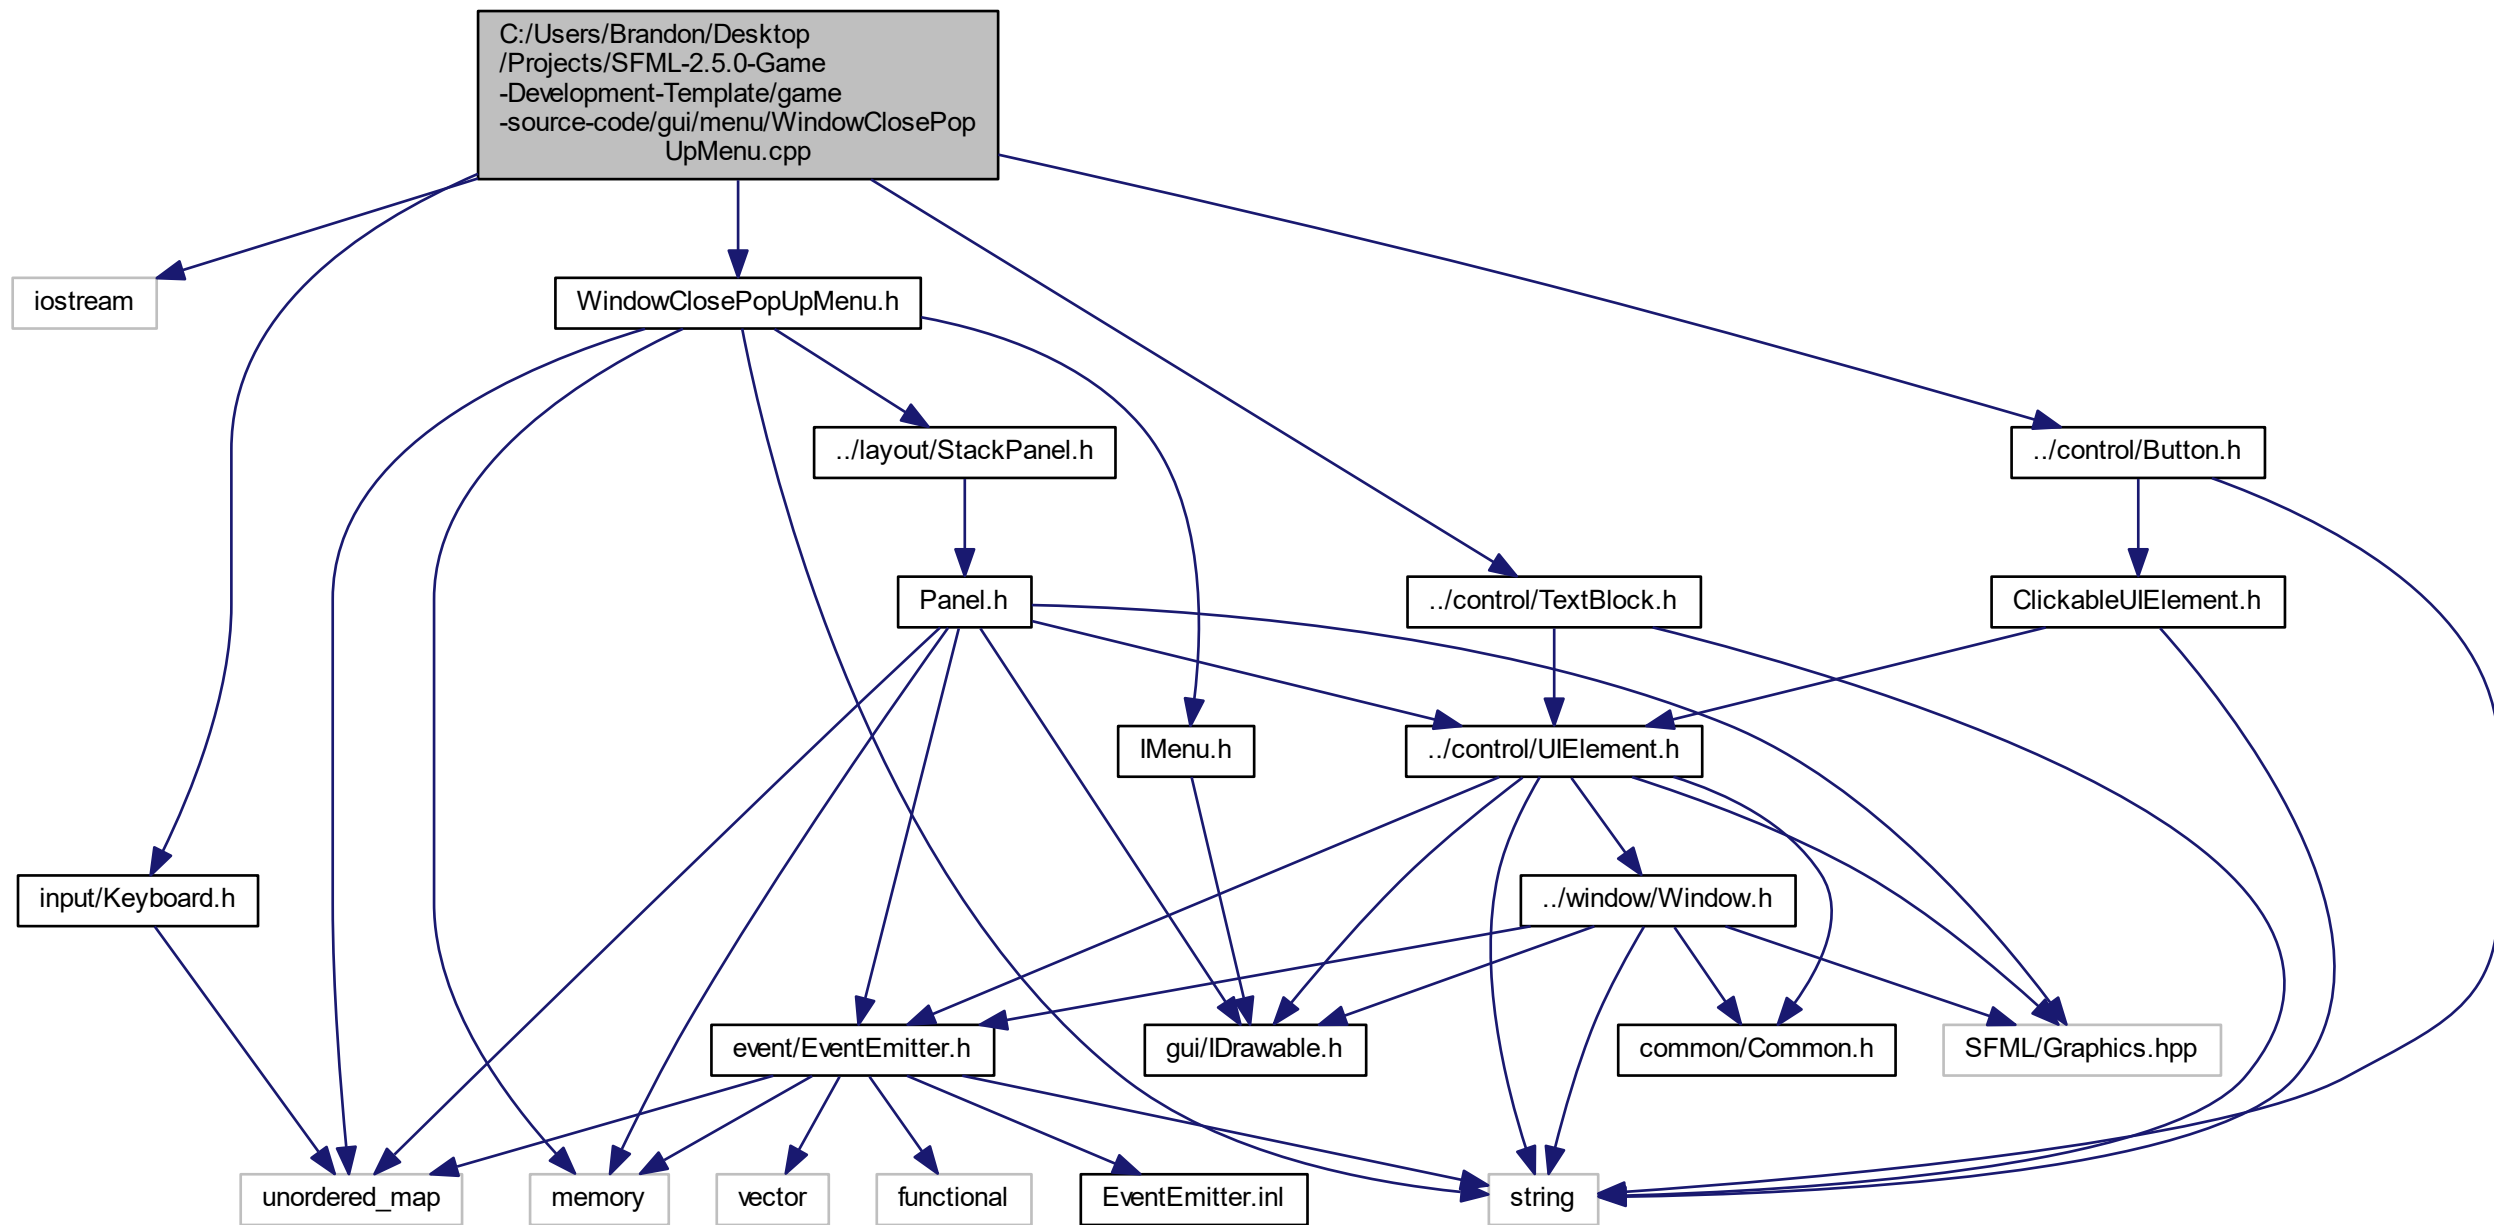 C:/Users/Brandon/Desktop
/Projects/SFML-2.5.0-Game
-Development-Template/game
-source-code/gui/menu/WindowClosePop
UpMenu.cpp
iostream
WindowClosePopUpMenu.h
../layout/StackPanel.h
../control/Button.h
Panel.h
../control/TextBlock.h
ClickableUIElement.h
IMenu.h
../control/UIElement.h
input/Keyboard.h
../window/Window.h
event/EventEmitter.h
gui/IDrawable.h
common/Common.h
SFML/Graphics.hpp
unordered_map
memory
vector
functional
EventEmitter.inl
string